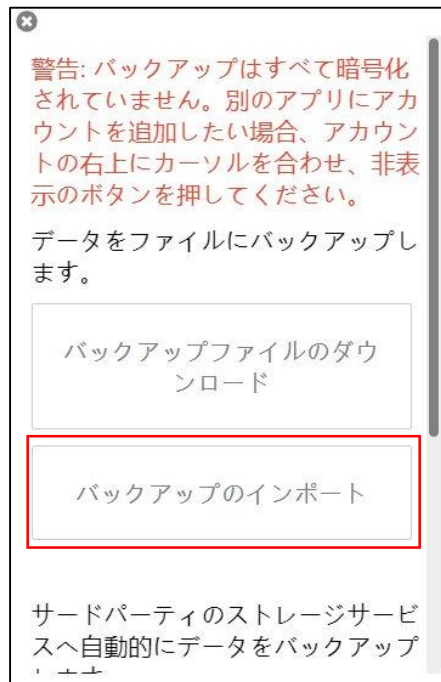 警告: バックアップはすべて暗号化
されていません。別のアプリにアカ
ウントを追加したい場合、アカウン
トの右上にカーソルを合わせ、非表
示のボタンを押してください。
データをファイルにバックアップし
ます。
バックアップファイルのダウ
ンロード
バックアップのインポート
サードパーティのストレージサービ
スへ自動的にデータをバックアップ